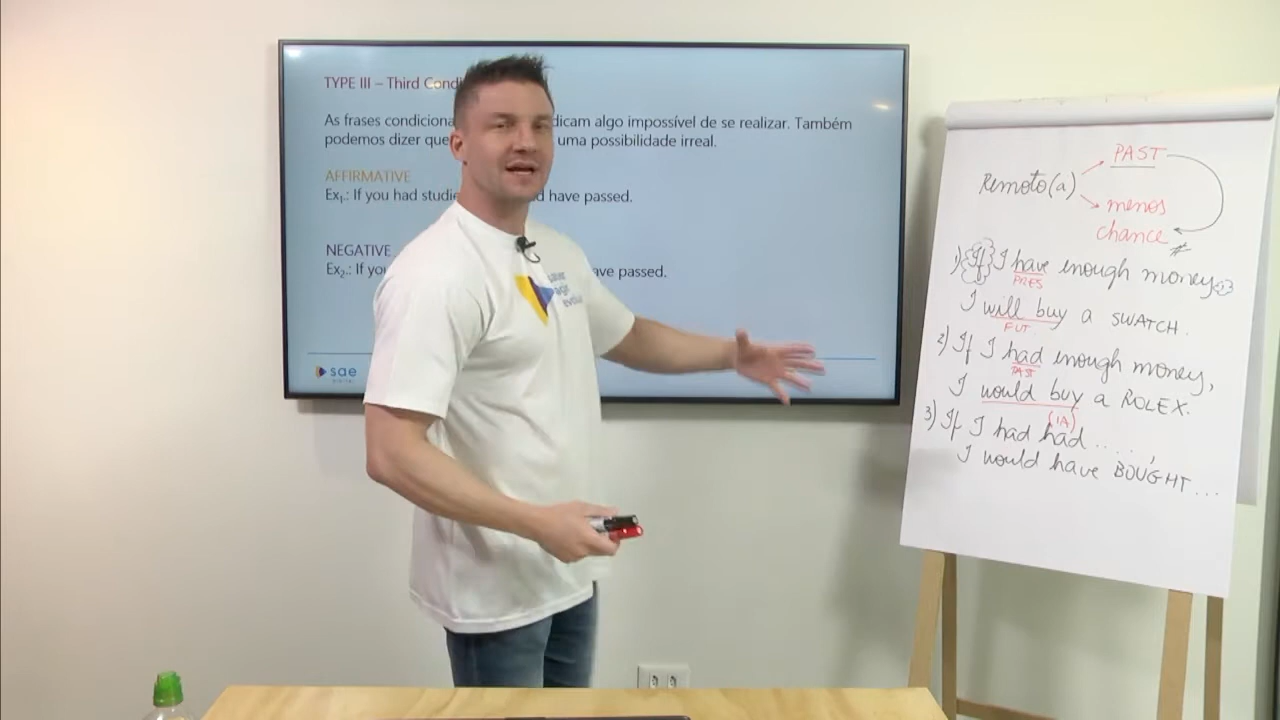 TYPE III – Third Condi
As frases condiciona dicam algo impossível de se realizar. Também
podemos dizer que uma possibilidade irreal.
AFFIRMATIVE
Ex1.: If you had studie d have passed.
NEGATIVE
Ex2.: If you ave passed.
sae
DIGITAL
evolui
PAST
Remoto(a)
menos
chance
#
1) If I have enough money,
PRES
I will buy a SWATCH.
FUT.
2) If I had enough money,
PAST
I would buy a ROLEX.
(IA)
3) If I had had ....,
I would have BOUGHT...